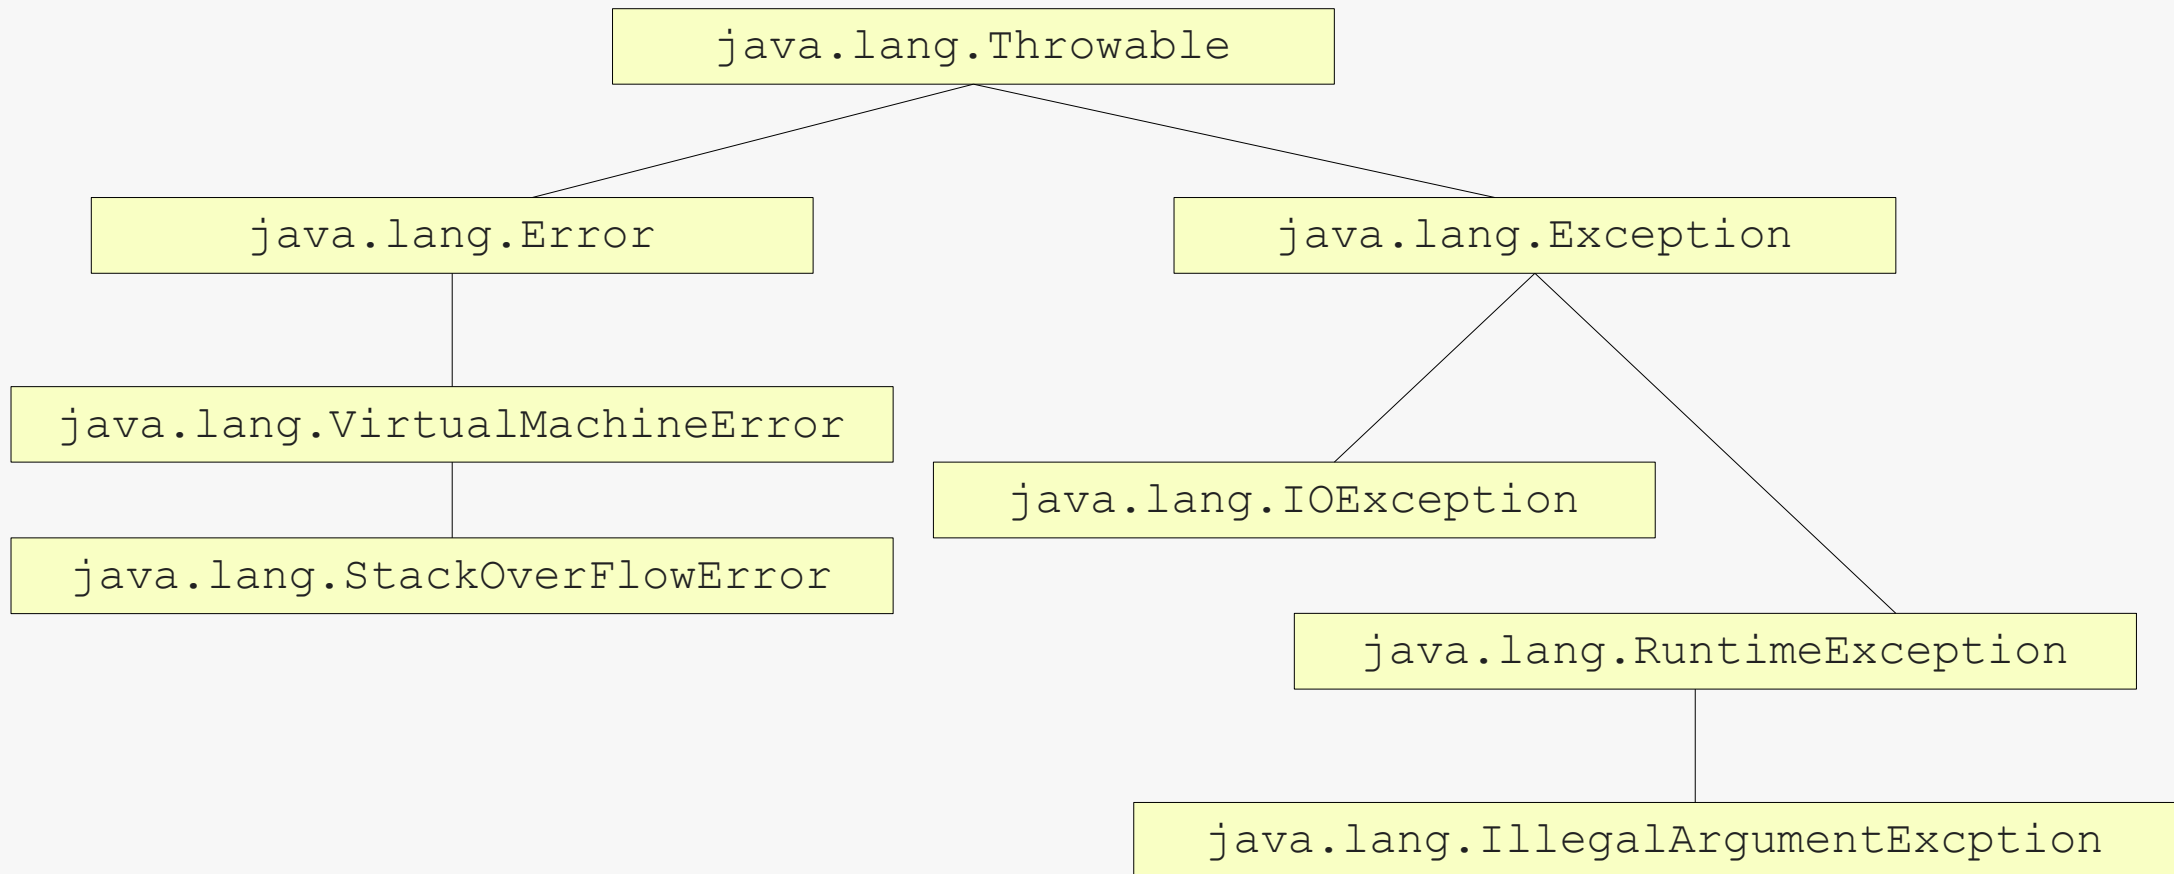 java.lang.Throwable
java.lang.Error
java.lang.Exception
java.lang.VirtualMachineError
java.lang.IOException
java.lang.StackOverFlowError
java.lang.RuntimeException
java.lang.IllegalArgumentExcption